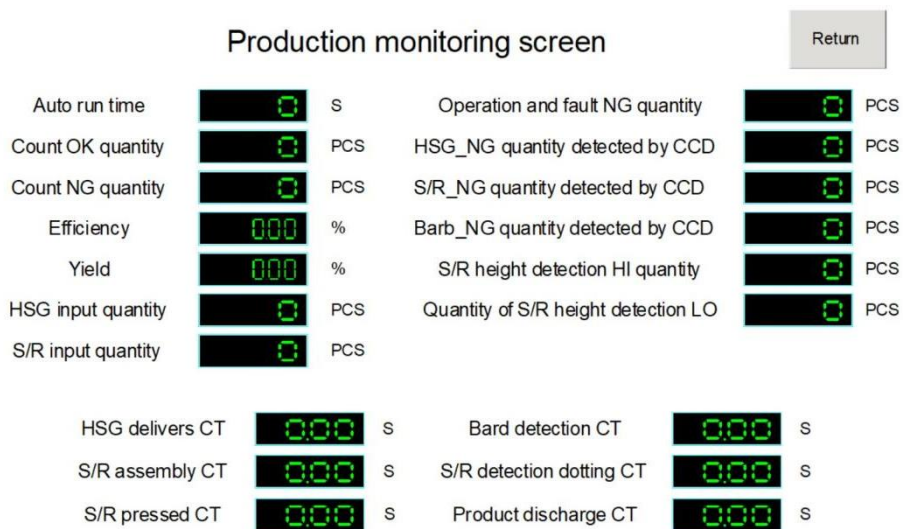 Production monitoring screen
Return
Auto run time 0 S Operation and fault NG quantity 0 PCS
Count OK quantity 0 PCS HSG_NG quantity detected by CCD 0 PCS
Count NG quantity 0 PCS S/R_NG quantity detected by CCD 0 PCS
Efficiency 000 % Barb_NG quantity detected by CCD 0 PCS
Yield 000 % S/R height detection HI quantity 0 PCS
HSG input quantity 0 PCS Quantity of S/R height detection LO 0 PCS
S/R input quantity 0 PCS
HSG delivers CT 0.00 S Bard detection CT 0.00 S
S/R assembly CT 0.00 S S/R detection dotting CT 0.00 S
S/R pressed CT 0.00 S Product discharge CT 0.00 S